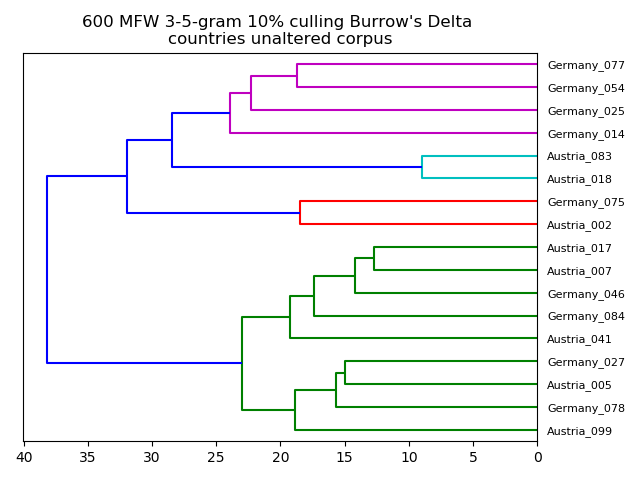 600 MFW 3-5-gram 10% culling Burrow's Delta
countries unaltered corpus
Germany_077
Germany_054
Germany_025
Germany_014
Austria_083
Austria_018
Germany_075
Austria_002
Austria_017
Austria_007
Germany_046
Germany_084
Austria_041
Germany_027
Austria_005
Germany_078
Austria_099
40 35 30 25 20 15 10 5 0